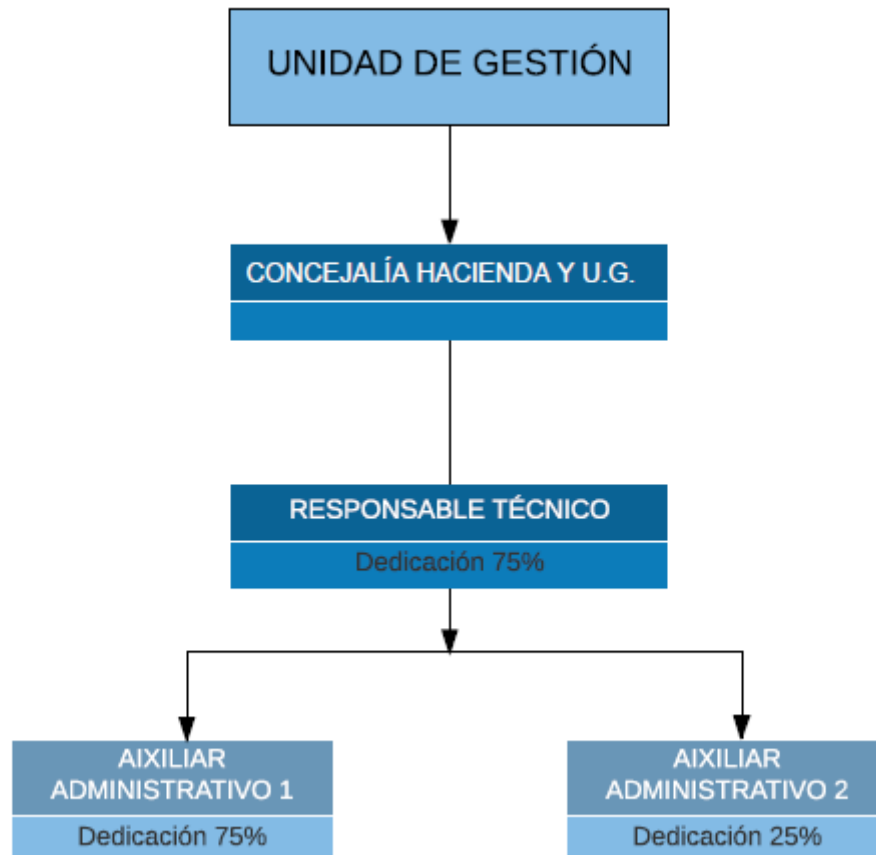 UNIDAD DE GESTIÓN
CONCEJALÍA HACIENDA Y U.G.
RESPONSABLE TÉCNICO
Dedicación 75%
AIXILIAR
ADMINISTRATIVO 1
Dedicación 75%
AIXILIAR
ADMINISTRATIVO 2
Dedicación 25%